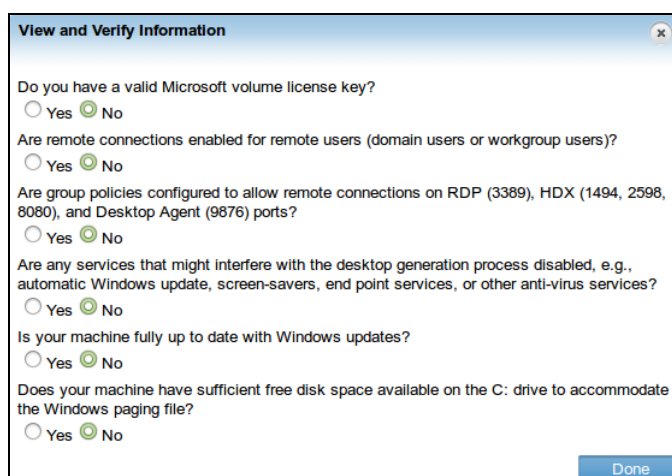 View and Verify Information
Do you have a valid Microsoft volume license key?
Yes No
Are remote connections enabled for remote users (domain users or workgroup users)?
Yes No
Are group policies configured to allow remote connections on RDP (3389), HDX (1494, 2598,
8080), and Desktop Agent (9876) ports?
Yes No
Are any services that might interfere with the desktop generation process disabled, e.g.,
automatic Windows update, screen-savers, end point services, or other anti-virus services?
Yes No
Is your machine fully up to date with Windows updates?
Yes No
Does your machine have sufficient free disk space available on the C: drive to accommodate
the Windows paging file?
Yes No
Done